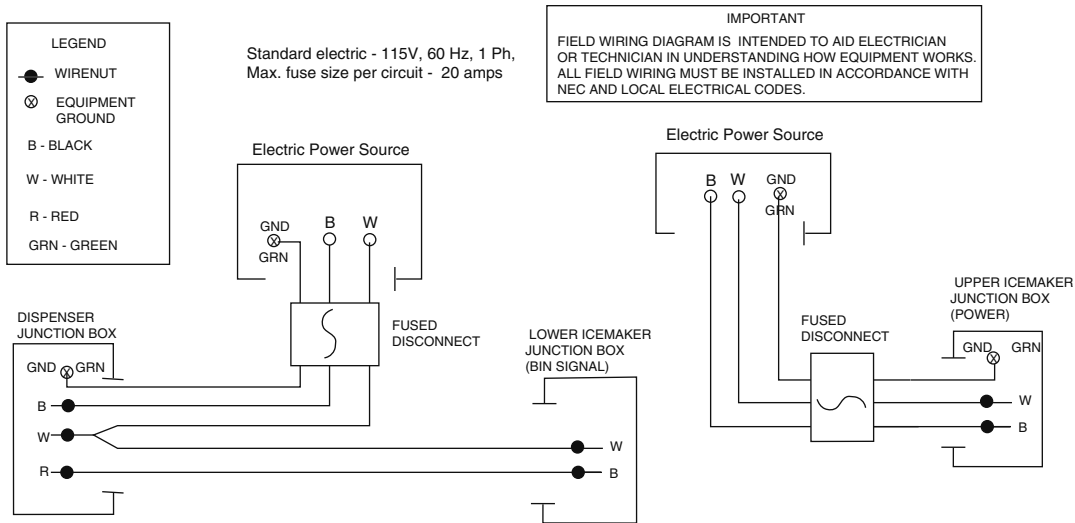 LEGEND
WIRENUT
EQUIPMENT
GROUND
B - BLACK
W - WHITE
R - RED
GRN - GREEN
Standard electric - 115V, 60 Hz, 1 Ph,
Max. fuse size per circuit - 20 amps
IMPORTANT
FIELD WIRING DIAGRAM IS INTENDED TO AID ELECTRICIAN
OR TECHNICIAN IN UNDERSTANDING HOW EQUIPMENT WORKS.
ALL FIELD WIRING MUST BE INSTALLED IN ACCORDANCE WITH
NEC AND LOCAL ELECTRICAL CODES.
Electric Power Source
GND
GRN
B
W
FUSED
DISCONNECT
DISPENSER
JUNCTION BOX
GND GRN
B
W
R
LOWER ICEMAKER
JUNCTION BOX
(BIN SIGNAL)
W
B
Electric Power Source
B
W
GND
GRN
FUSED
DISCONNECT
UPPER ICEMAKER
JUNCTION BOX
(POWER)
GND GRN
W
B